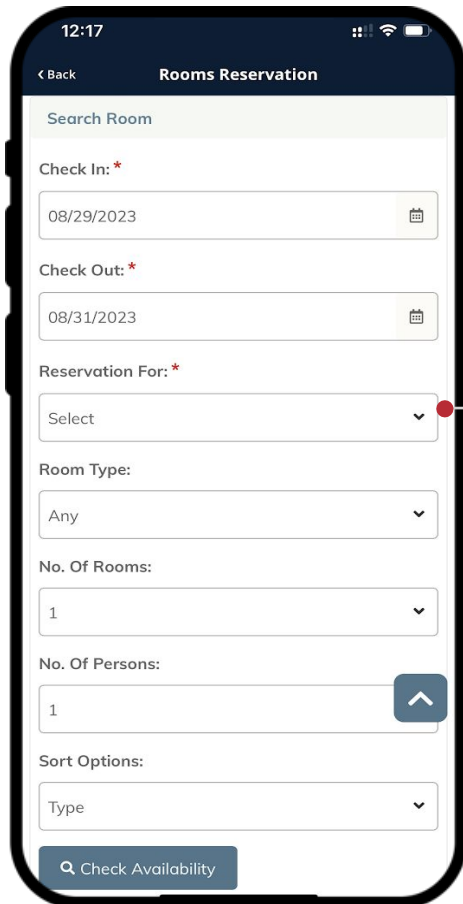 12:17
Back
Rooms Reservation
Search Room
Check In: *
08/29/2023
Check Out: *
08/31/2023
Reservation For: *
Select
Room Type:
Any
No. Of Rooms:
1
No. Of Persons:
1
Sort Options:
Type
Check Availability